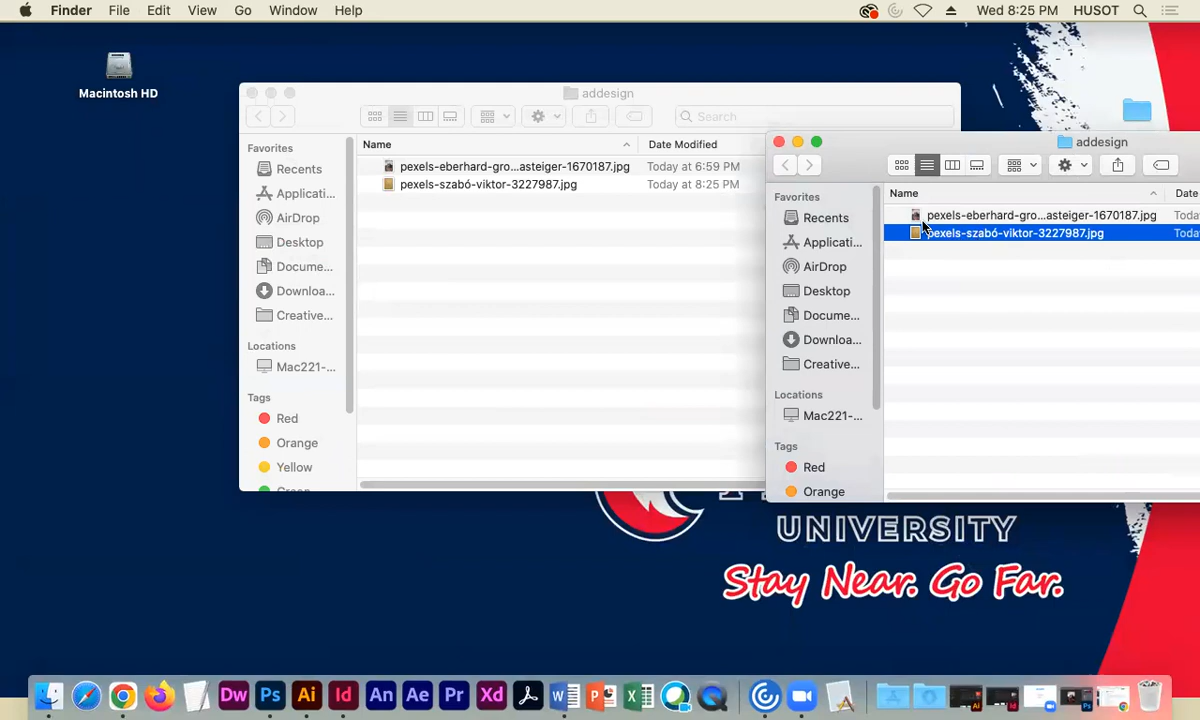 Finder File Edit View Go Window Help Wed 8:25 PM HUSOT
Macintosh HD
addesign
Search
Favorites
Recents
Applicati...
AirDrop
Desktop
Docume...
Downloa...
Creative...
Locations
Mac221-...
Tags
Red
Orange
Yellow
Green
Name Date Modified
pexels-eberhard-gro...asteiger-1670187.jpg Today at 6:59 PM
pexels-szabó-viktor-3227987.jpg Today at 8:25 PM
addesign
Favorites
Recents
Applicati...
AirDrop
Desktop
Docume...
Downloa...
Creative...
Locations
Mac221-...
Tags
Red
Orange
Name Date
pexels-eberhard-gro...asteiger-1670187.jpg Toda
pexels-szabó-viktor-3227987.jpg Toda
UNIVERSITY
Stay Near. Go Far.
Dw Ps Ai Id An Ae Pr Xd W P X